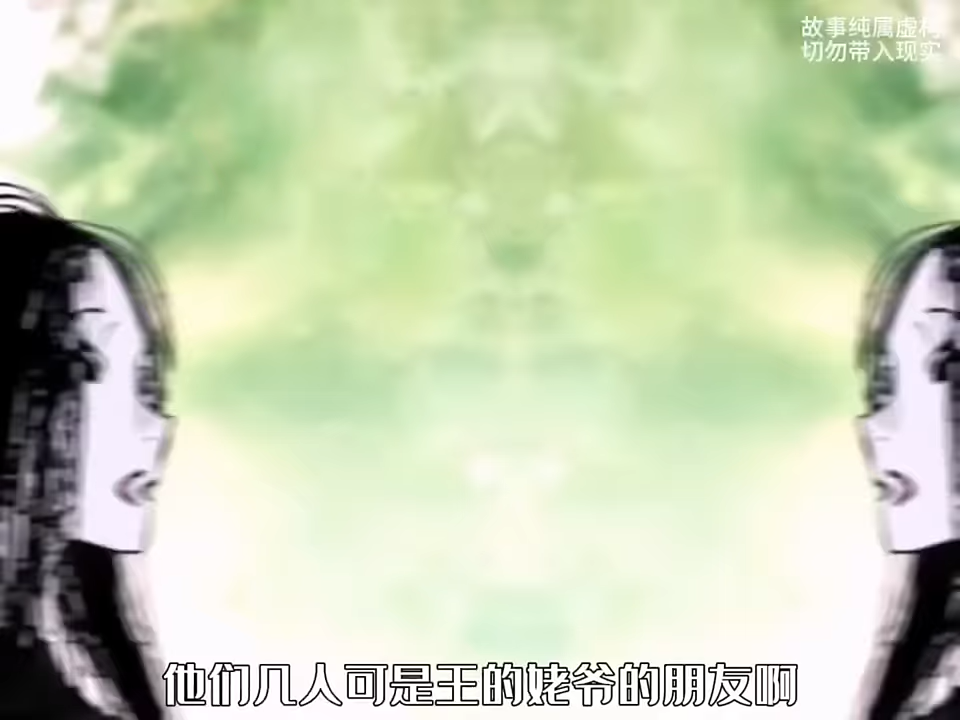 故事纯属虚构
切勿带入现实
他们几人可是王的姥爷的朋友啊